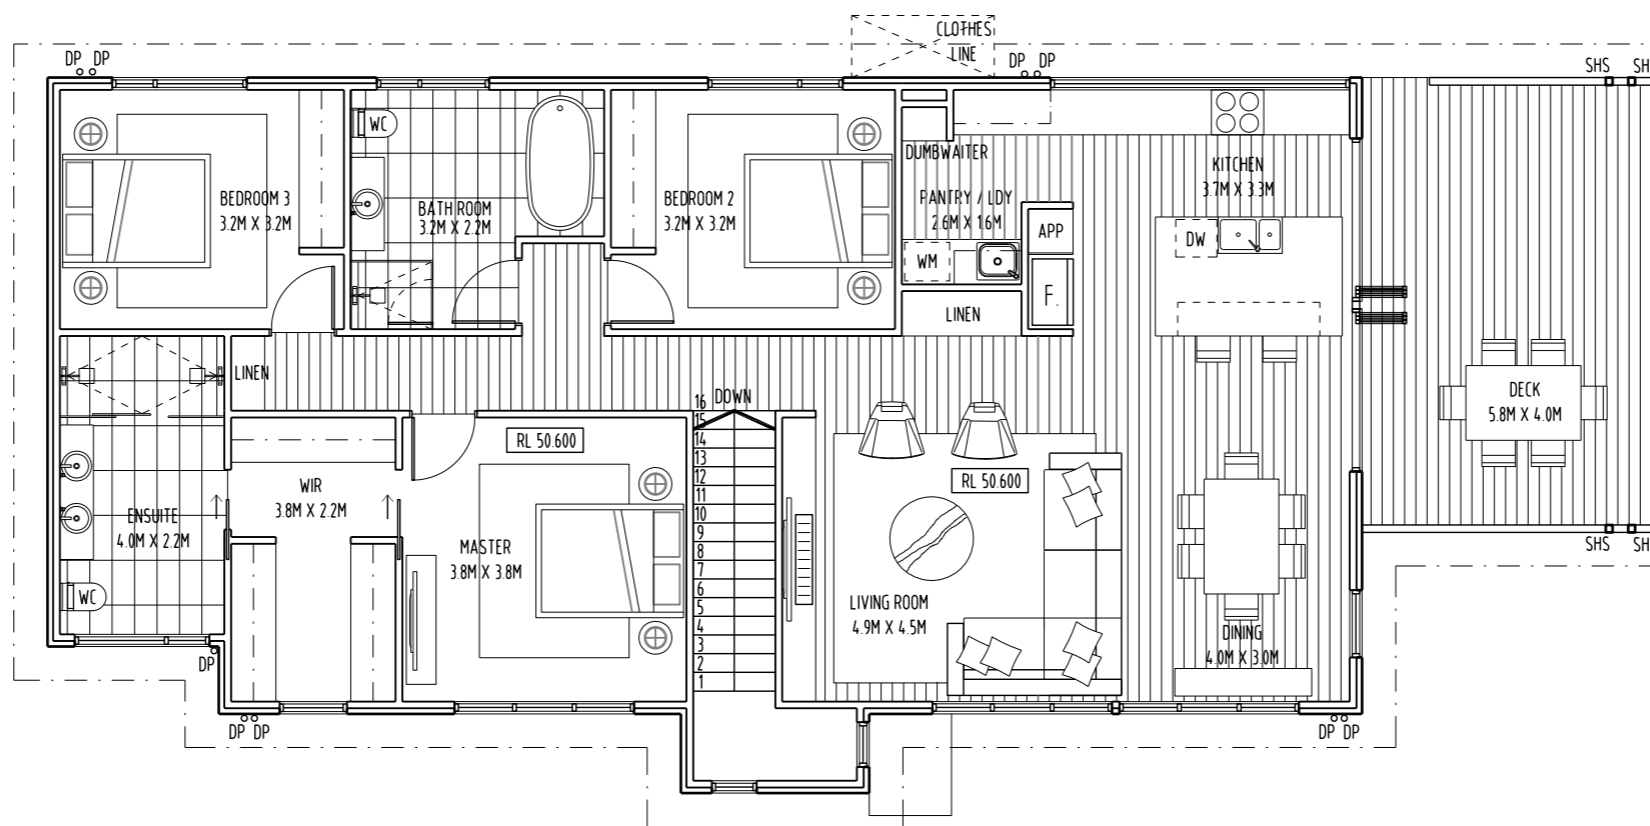 CLOTHES
LINE
DP DP
DP DP
SHS SH
BEDROOM 3
3.2M X 3.2M
WC
BATH ROOM
3.2M X 2.2M
BEDROOM 2
3.2M X 3.2M
DUMBWAITER
PANTRY / LDY
2.6M X 1.6M
WM
APP
F.
LINEN
KITCHEN
3.7M X 3.3M
DW
DECK
5.8M X 4.0M
LINEN
DOWN
16
15
14
13
12
11
10
9
8
7
6
5
4
3
2
1
RL 50.600
RL 50.600
WIR
3.8M X 2.2M
ENSUITE
4.0M X 2.2M
WC
MASTER
3.8M X 3.8M
LIVING ROOM
4.9M X 4.5M
DINING
4.0M X 3.0M
SHS SH
DP
DP DP
DP DP